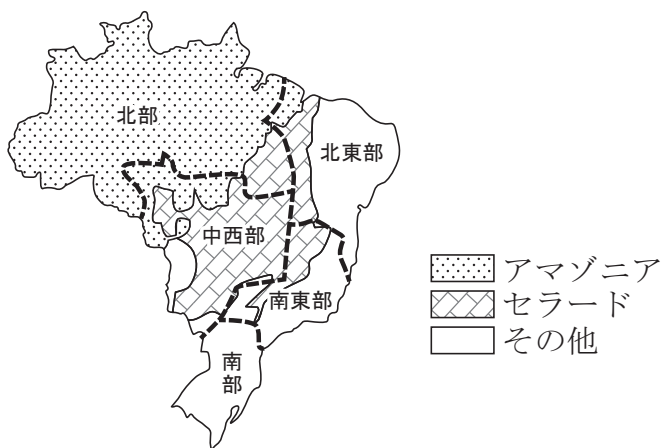 北部
北東部
中西部
南東部
南
部
アマゾニア
セラード
その他